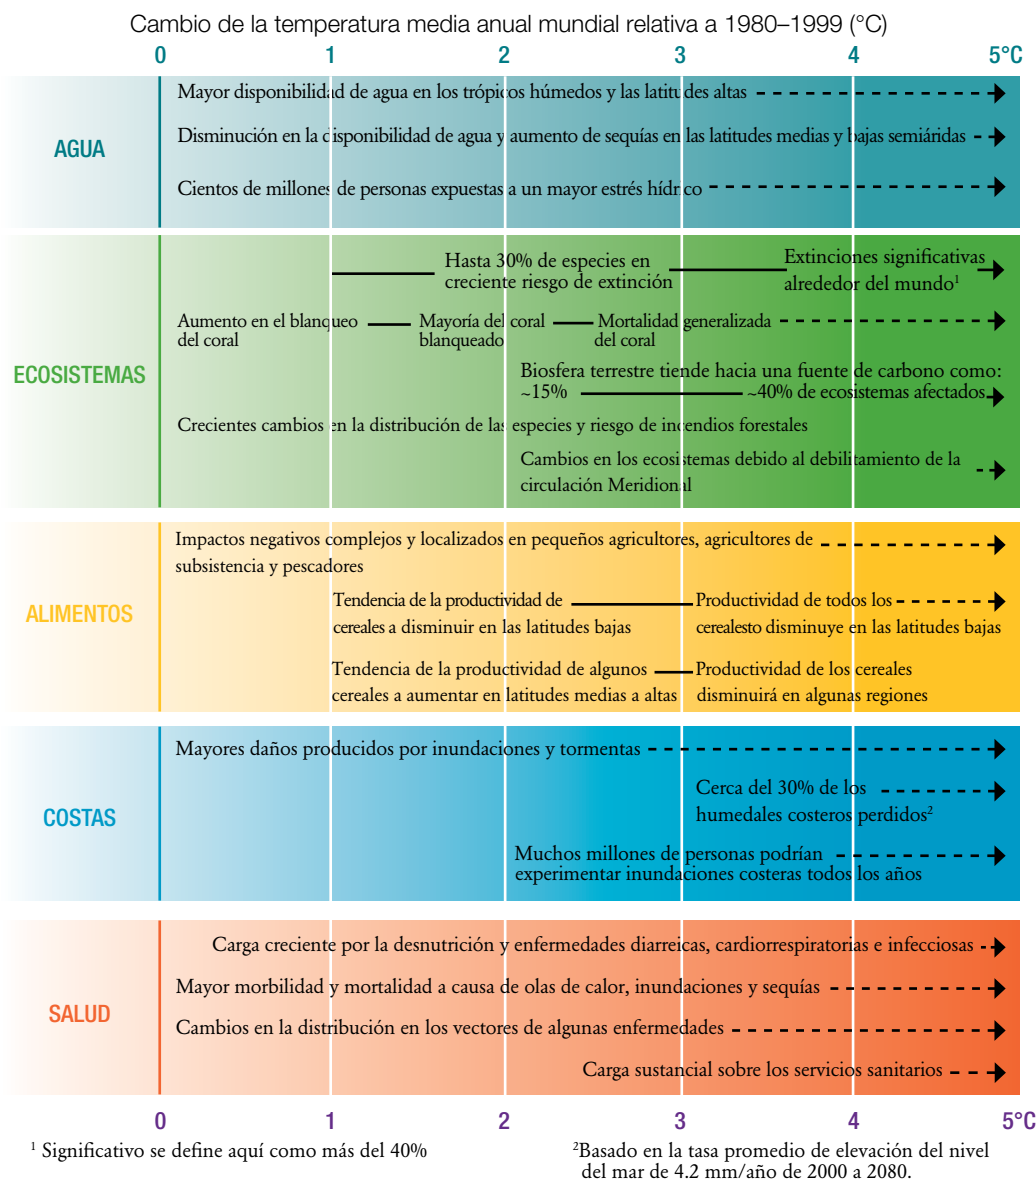 Cambio de la temperatura media anual mundial relativa a 1980–1999 (°C)
0 1 2 3 4 5°C
AGUA
Mayor disponibilidad de agua en los trópicos húmedos y las latitudes altas
Disminución en la disponibilidad de agua y aumento de sequías en las latitudes medias y bajas semiáridas
Cientos de millones de personas expuestas a un mayor estrés hídrico
ECOSISTEMAS
Hasta 30% de especies en
creciente riesgo de extinción
Extinciones significativas
alrededor del mundo¹
Aumento en el blanqueo
del coral
Mayoría del coral
blanqueado
Mortalidad generalizada
del coral
Biosfera terrestre tiende hacia una fuente de carbono como:
~15% ~40% de ecosistemas afectados
Crecientes cambios en la distribución de las especies y riesgo de incendios forestales
Cambios en los ecosistemas debido al debilitamiento de la
circulación Meridional
ALIMENTOS
Impactos negativos complejos y localizados en pequeños agricultores, agricultores de
subsistencia y pescadores
Tendencia de la productividad de
cereales a disminuir en las latitudes bajas
Productividad de todos los
cerealesto disminuye en las latitudes bajas
Tendencia de la productividad de algunos
cereales a aumentar en latitudes medias a altas
Productividad de los cereales
disminuirá en algunas regiones
COSTAS
Mayores daños producidos por inundaciones y tormentas
Cerca del 30% de los
humedales costeros perdidos²
Muchos millones de personas podrían
experimentar inundaciones costeras todos los años
SALUD
Carga creciente por la desnutrición y enfermedades diarreicas, cardiorrespiratorias e infecciosas
Mayor morbilidad y mortalidad a causa de olas de calor, inundaciones y sequías
Cambios en la distribución en los vectores de algunas enfermedades
Carga sustancial sobre los servicios sanitarios
0 1 2 3 4 5°C
¹ Significativo se define aquí como más del 40%
²Basado en la tasa promedio de elevación del nivel
del mar de 4.2 mm/año de 2000 a 2080.